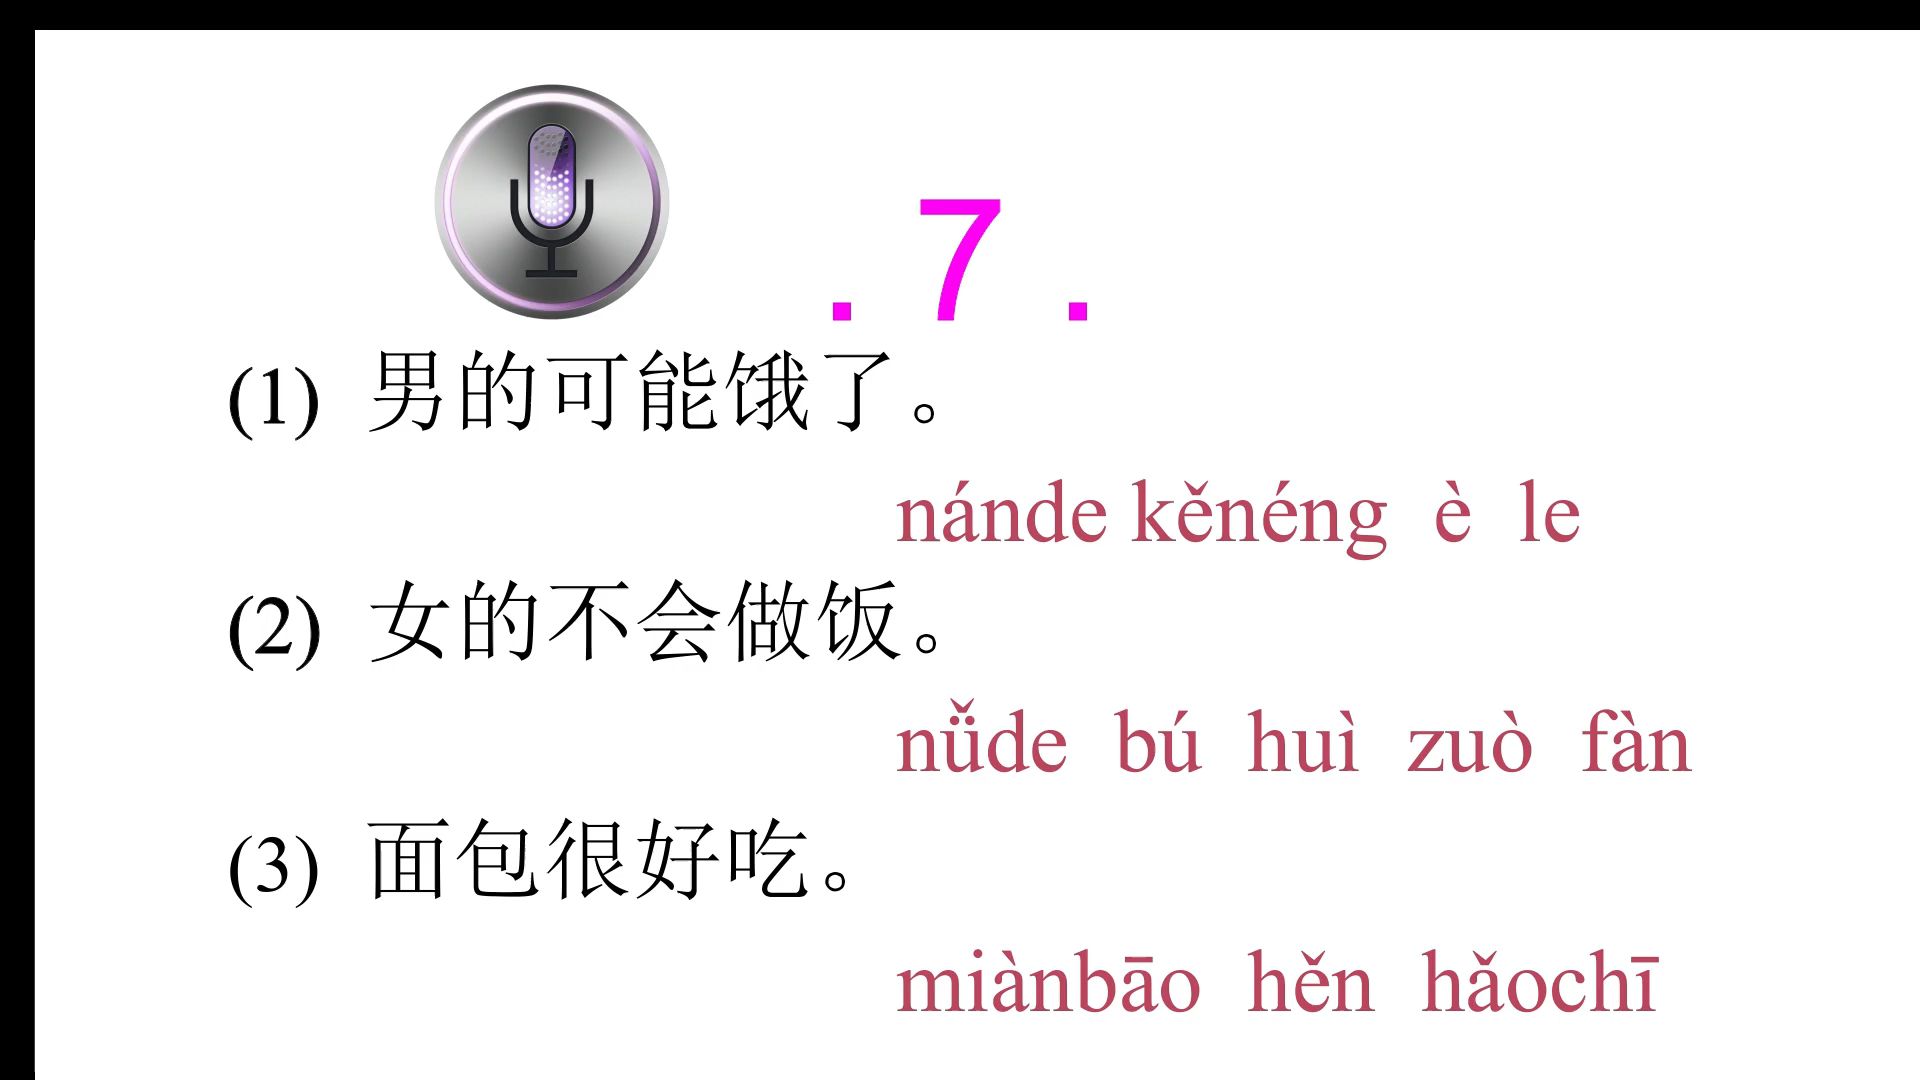 . 7 .
(1) 男的可能饿了。
nánde kěnéng è le
(2) 女的不会做饭。
nǚde bú huì zuò fàn
(3) 面包很好吃。
miànbāo hěn hǎochī